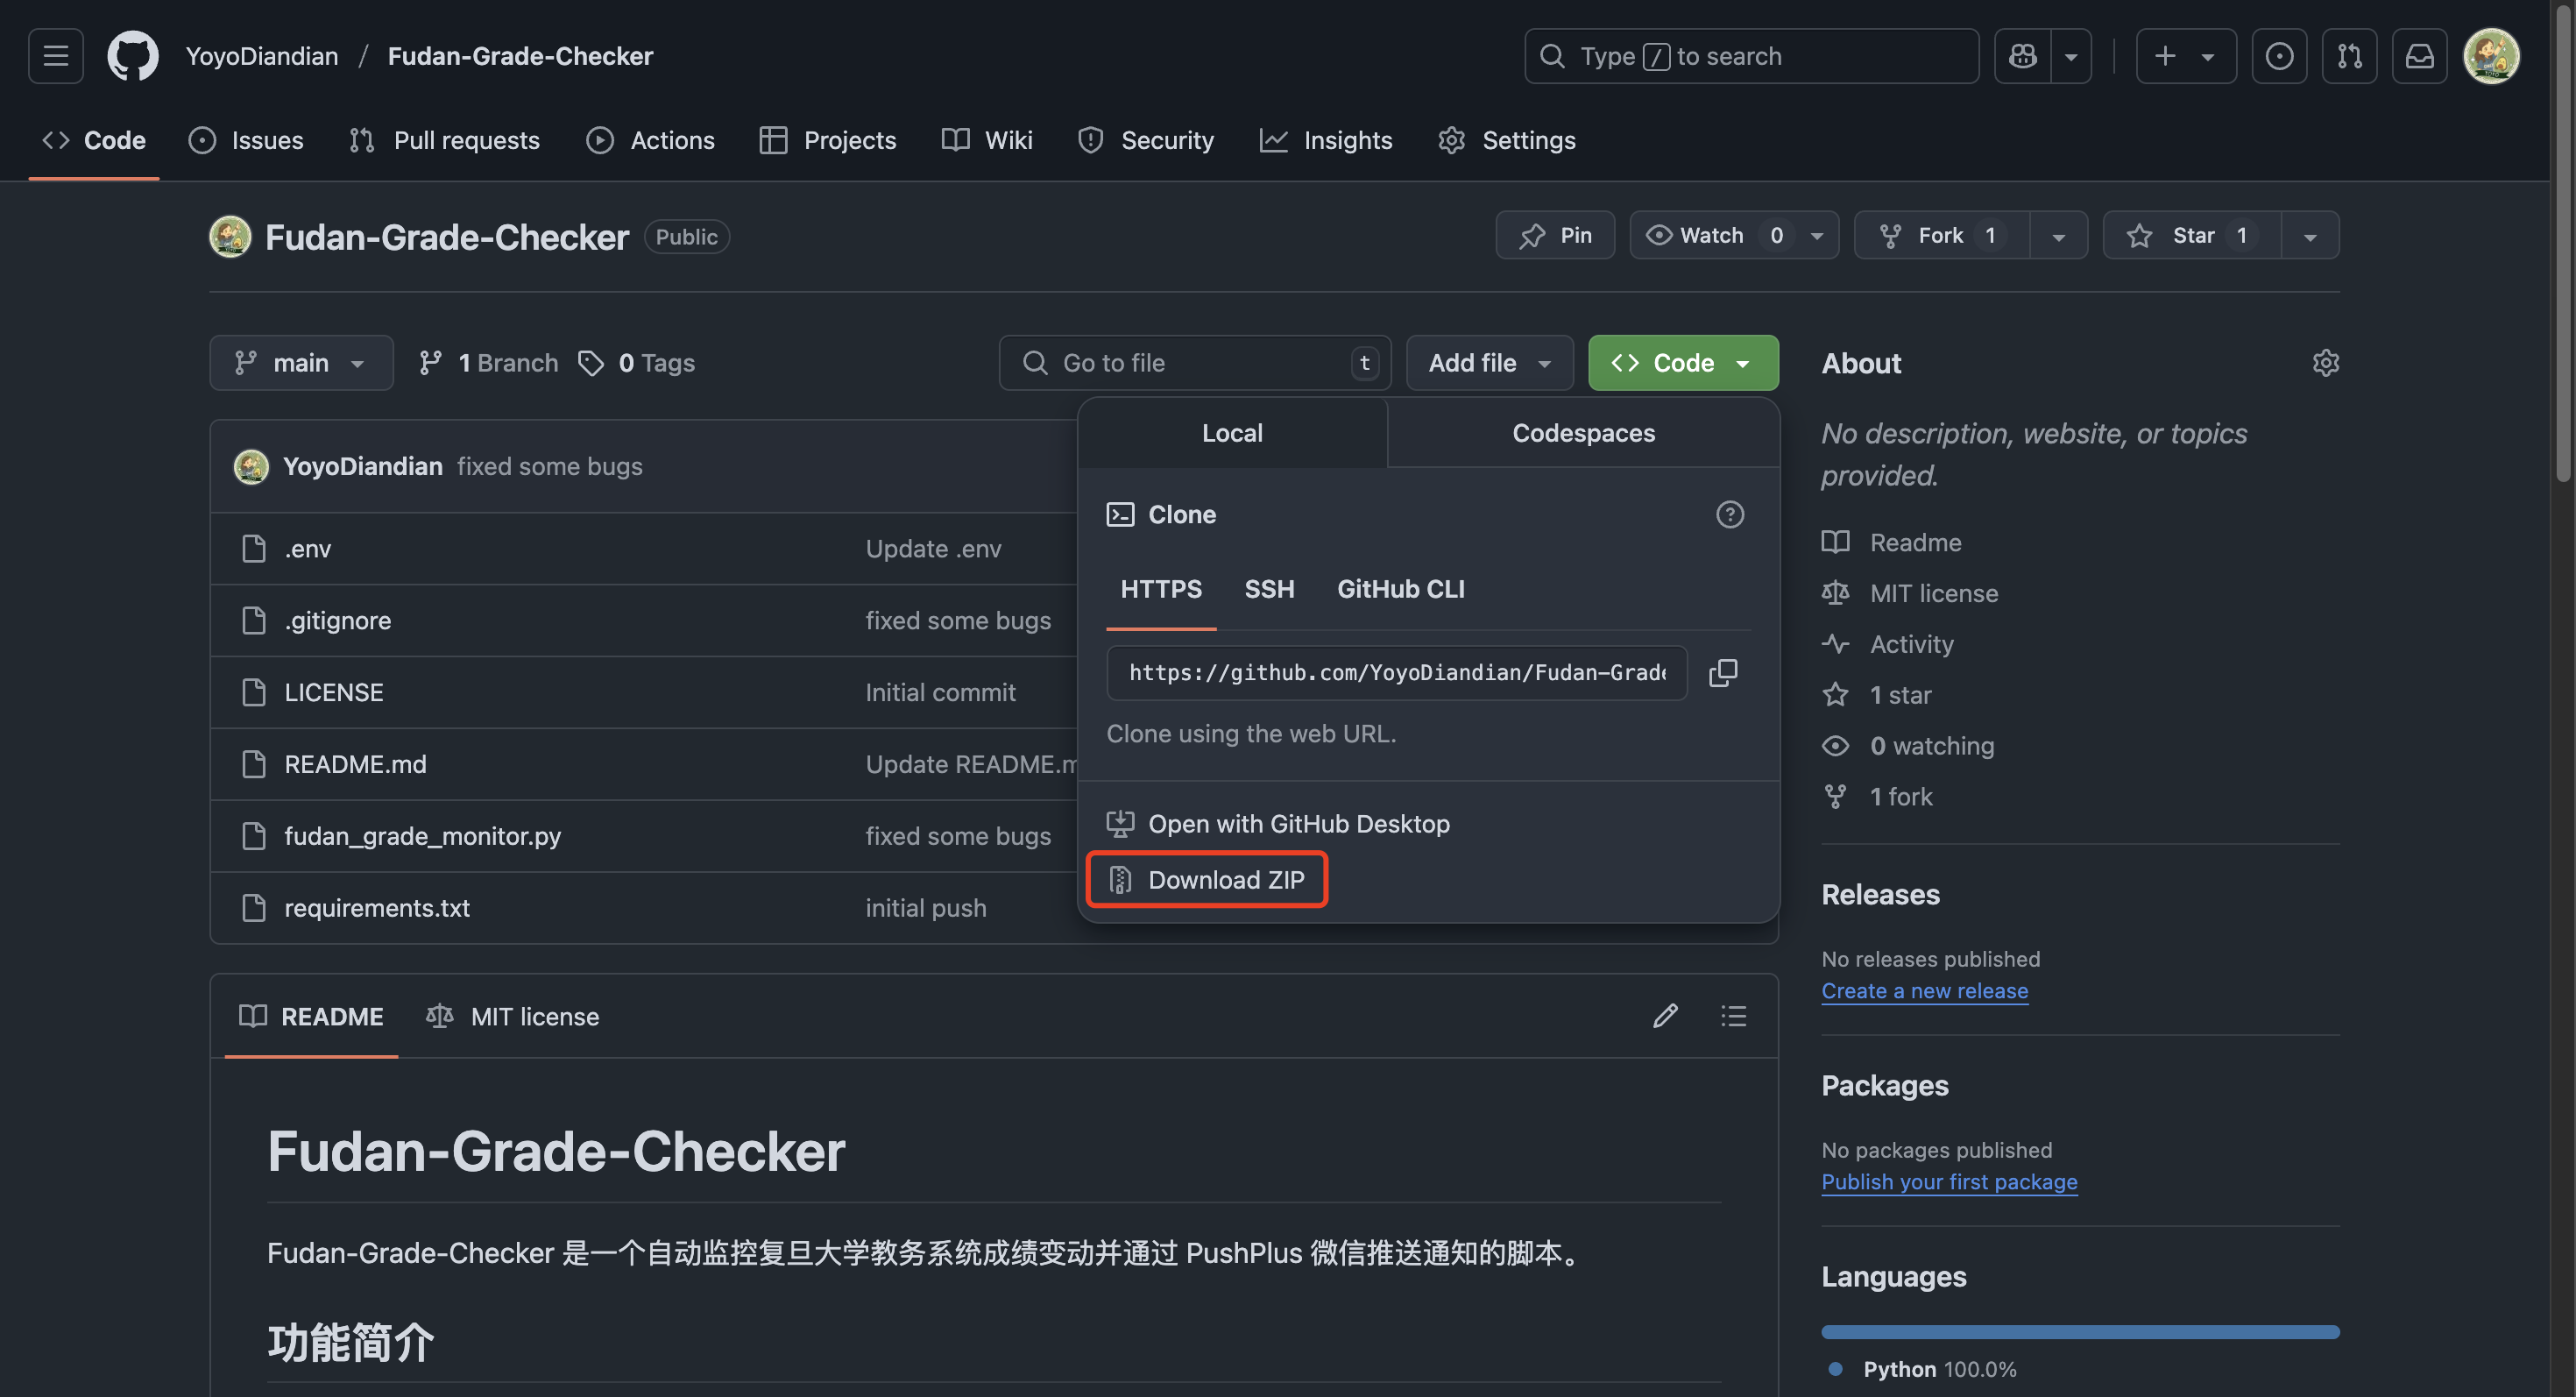 YoyoDiandian / Fudan-Grade-Checker
Type / to search
Code
Issues
Pull requests
Actions
Projects
Wiki
Security
Insights
Settings
Fudan-Grade-Checker Public
Pin
Watch 0
Fork 1
Star 1
main
1 Branch
0 Tags
Go to file t
Add file
Code
YoyoDiandian fixed some bugs
.env Update .env
.gitignore fixed some bugs
LICENSE Initial commit
README.md Update README.m
fudan_grade_monitor.py fixed some bugs
requirements.txt initial push
Local
Codespaces
Clone
HTTPS
SSH
GitHub CLI
https://github.com/YoyoDiandian/Fudan-Grade
Clone using the web URL.
Open with GitHub Desktop
Download ZIP
About
No description, website, or topics
provided.
Readme
MIT license
Activity
1 star
0 watching
1 fork
Releases
No releases published
Create a new release
Packages
No packages published
Publish your first package
Languages
Python 100.0%
README
MIT license
Fudan-Grade-Checker
Fudan-Grade-Checker 是一个自动监控复旦大学教务系统成绩变动并通过 PushPlus 微信推送通知的脚本。
功能简介